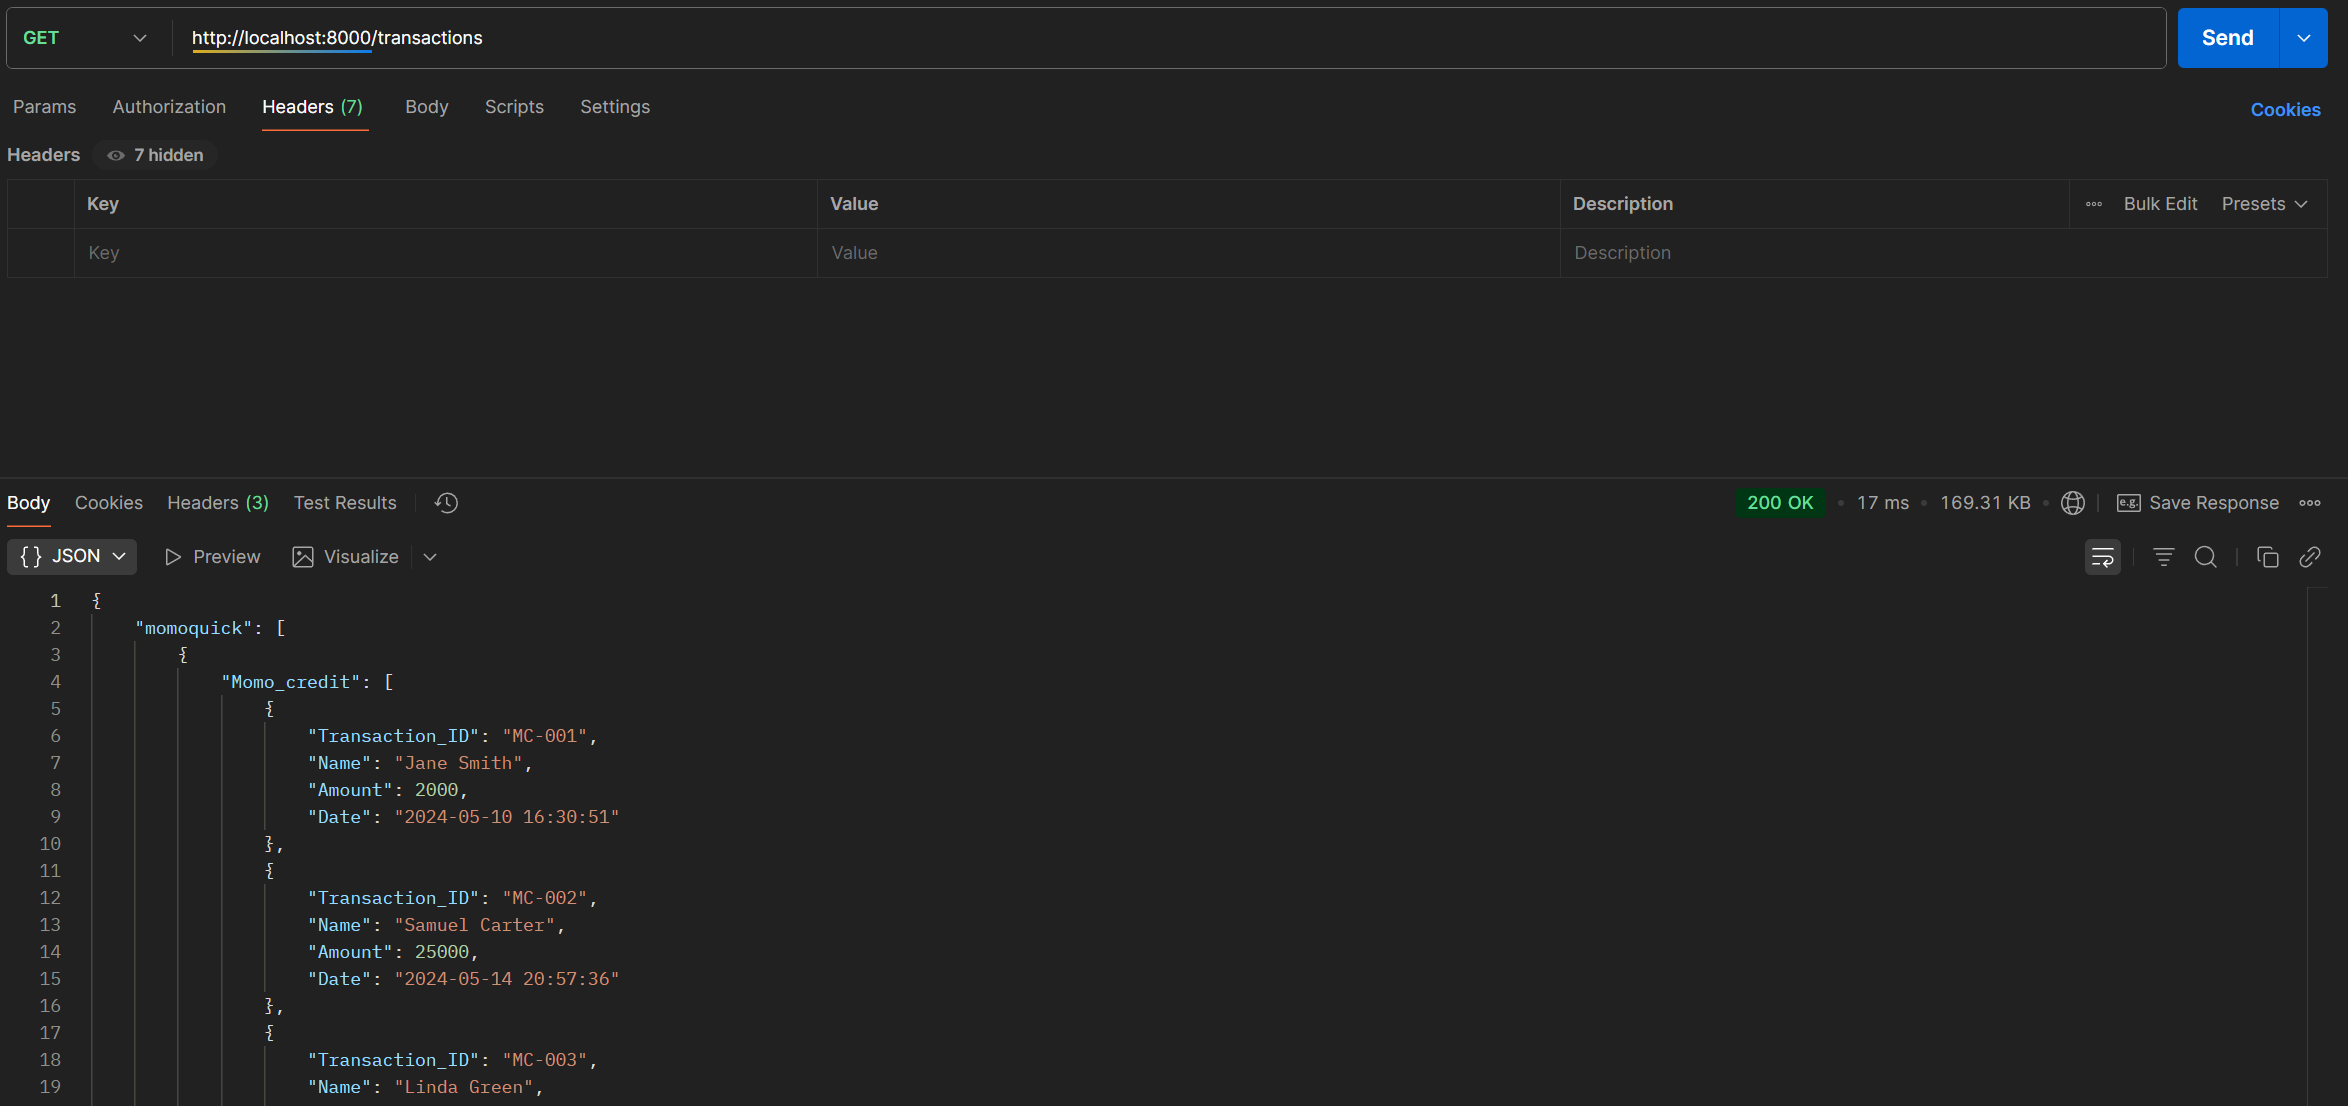 GET http://localhost:8000/transactions Send
Params Authorization Headers (7) Body Scripts Settings Cookies
Headers 7 hidden
Key Value Description Bulk Edit Presets
Key Value Description
Body Cookies Headers (3) Test Results 200 OK • 17 ms • 169.31 KB • e.g. Save Response
{} JSON Preview Visualize
1 {
2 "momoquick": [
3 {
4 "Momo_credit": [
5 {
6 "Transaction_ID": "MC-001",
7 "Name": "Jane Smith",
8 "Amount": 2000,
9 "Date": "2024-05-10 16:30:51"
10 },
11 {
12 "Transaction_ID": "MC-002",
13 "Name": "Samuel Carter",
14 "Amount": 25000,
15 "Date": "2024-05-14 20:57:36"
16 },
17 {
18 "Transaction_ID": "MC-003",
19 "Name": "Linda Green",